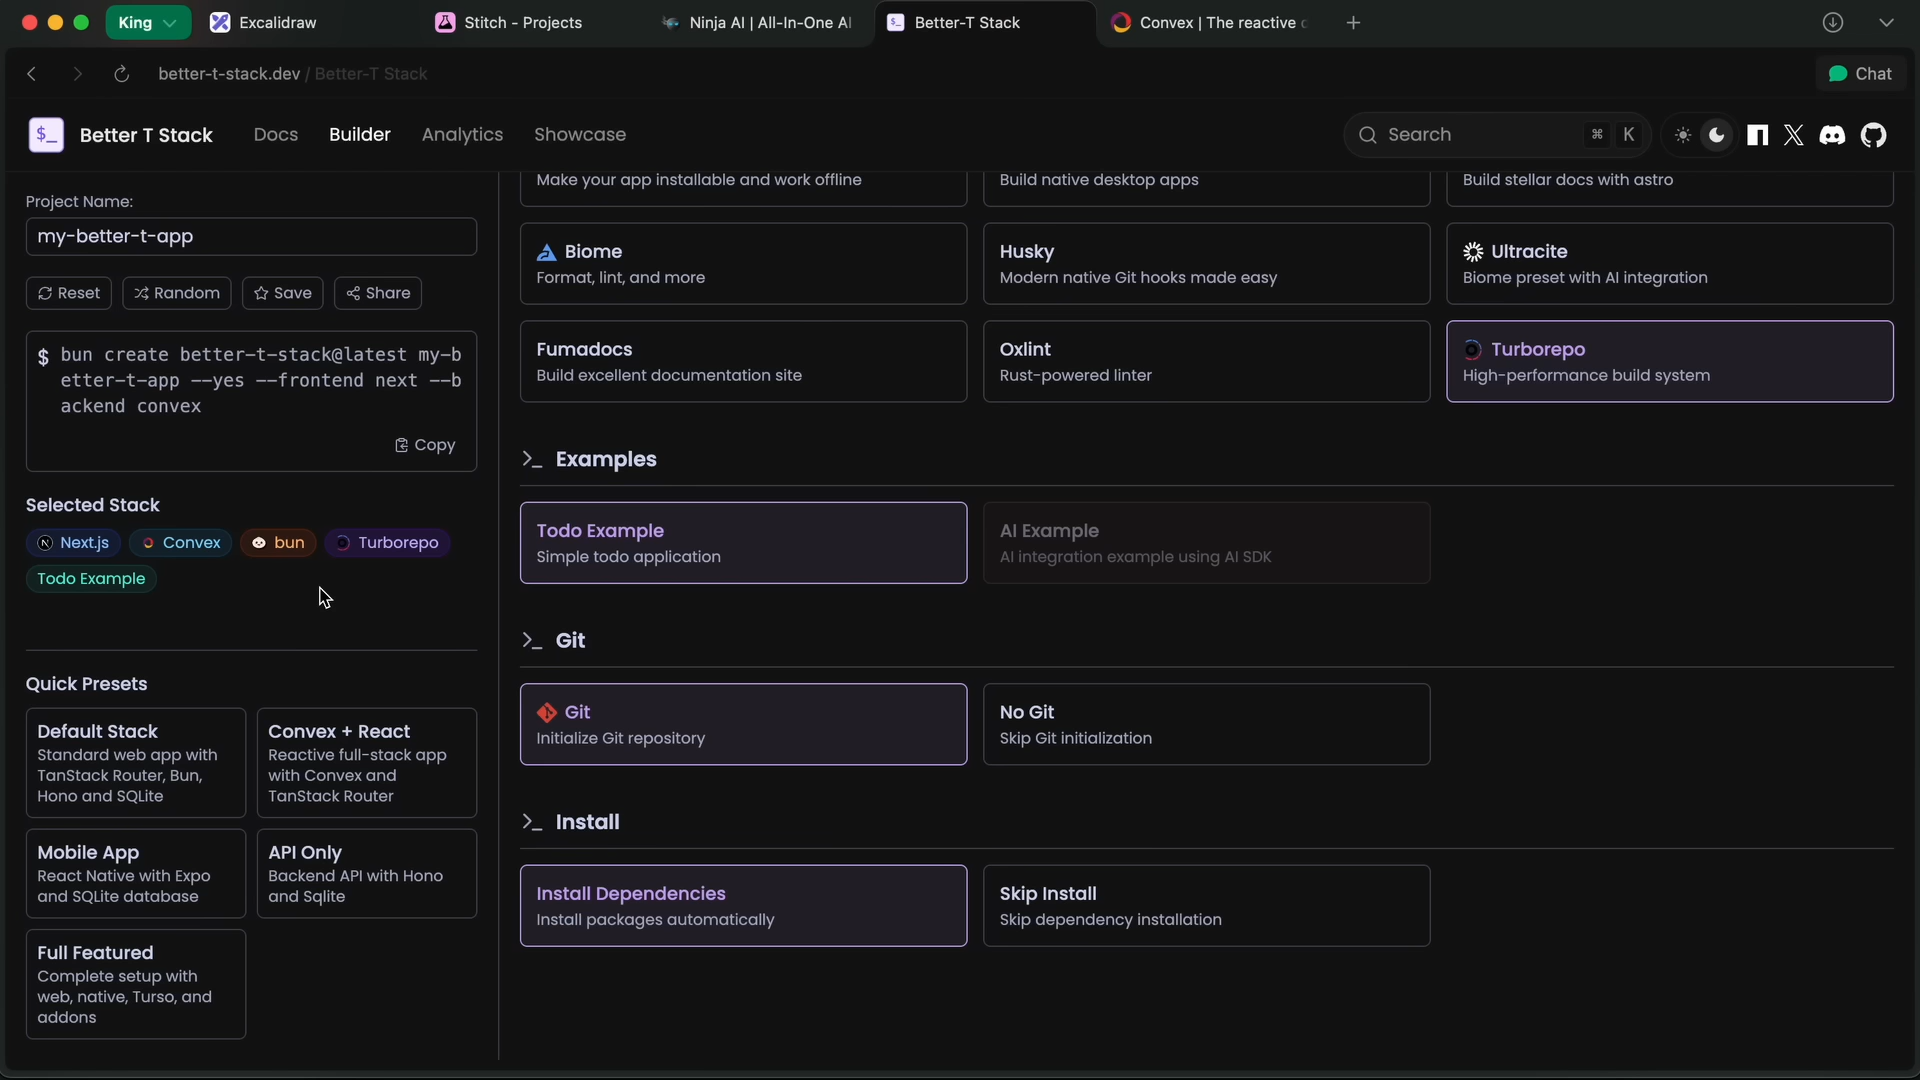 King
Excalidraw
Stitch - Projects
Ninja AI | All-In-One AI
Better-T Stack
Convex | The reactive
better-t-stack.dev / Better-T Stack
Chat
$_ Better T Stack
Docs
Builder
Analytics
Showcase
Search
⌘ K
Project Name:
my-better-t-app
Reset
Random
Save
Share
$ bun create better-t-stack@latest my-b
etter-t-app --yes --frontend next --b
ackend convex
Copy
Selected Stack
Next.js
Convex
bun
Turborepo
Todo Example
Quick Presets
Default Stack
Standard web app with
TanStack Router, Bun,
Hono and SQLite
Convex + React
Reactive full-stack app
with Convex and
TanStack Router
Mobile App
React Native with Expo
and SQLite database
API Only
Backend API with Hono
and Sqlite
Full Featured
Complete setup with
web, native, Turso, and
addons
Make your app installable and work offline
Build native desktop apps
Build stellar docs with astro
Biome
Format, lint, and more
Husky
Modern native Git hooks made easy
Ultracite
Biome preset with AI integration
Fumadocs
Build excellent documentation site
Oxlint
Rust-powered linter
Turborepo
High-performance build system
>_ Examples
Todo Example
Simple todo application
AI Example
AI integration example using AI SDK
>_ Git
Git
Initialize Git repository
No Git
Skip Git initialization
>_ Install
Install Dependencies
Install packages automatically
Skip Install
Skip dependency installation